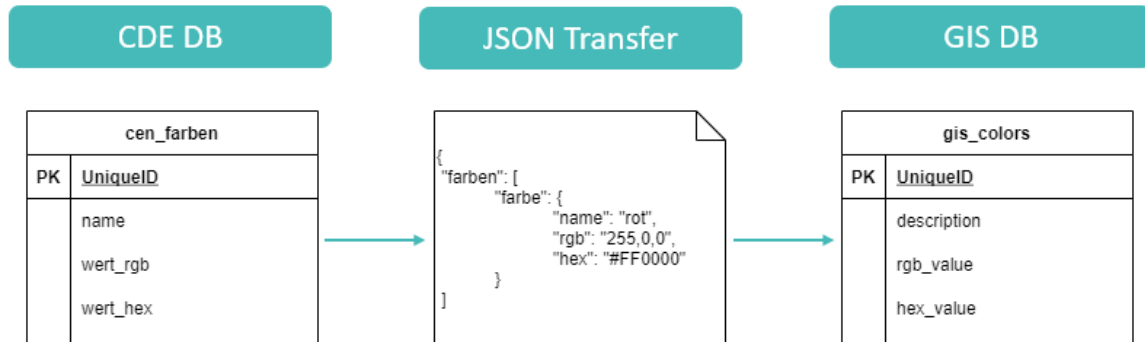 CDE DB
JSON Transfer
GIS DB
cen_farben
PK UniqueID
name
wert_rgb
wert_hex
{
"farben": [
"farbe": {
"name": "rot",
"rgb": "255,0,0",
"hex": "#FF0000"
}
]
gis_colors
PK UniqueID
description
rgb_value
hex_value